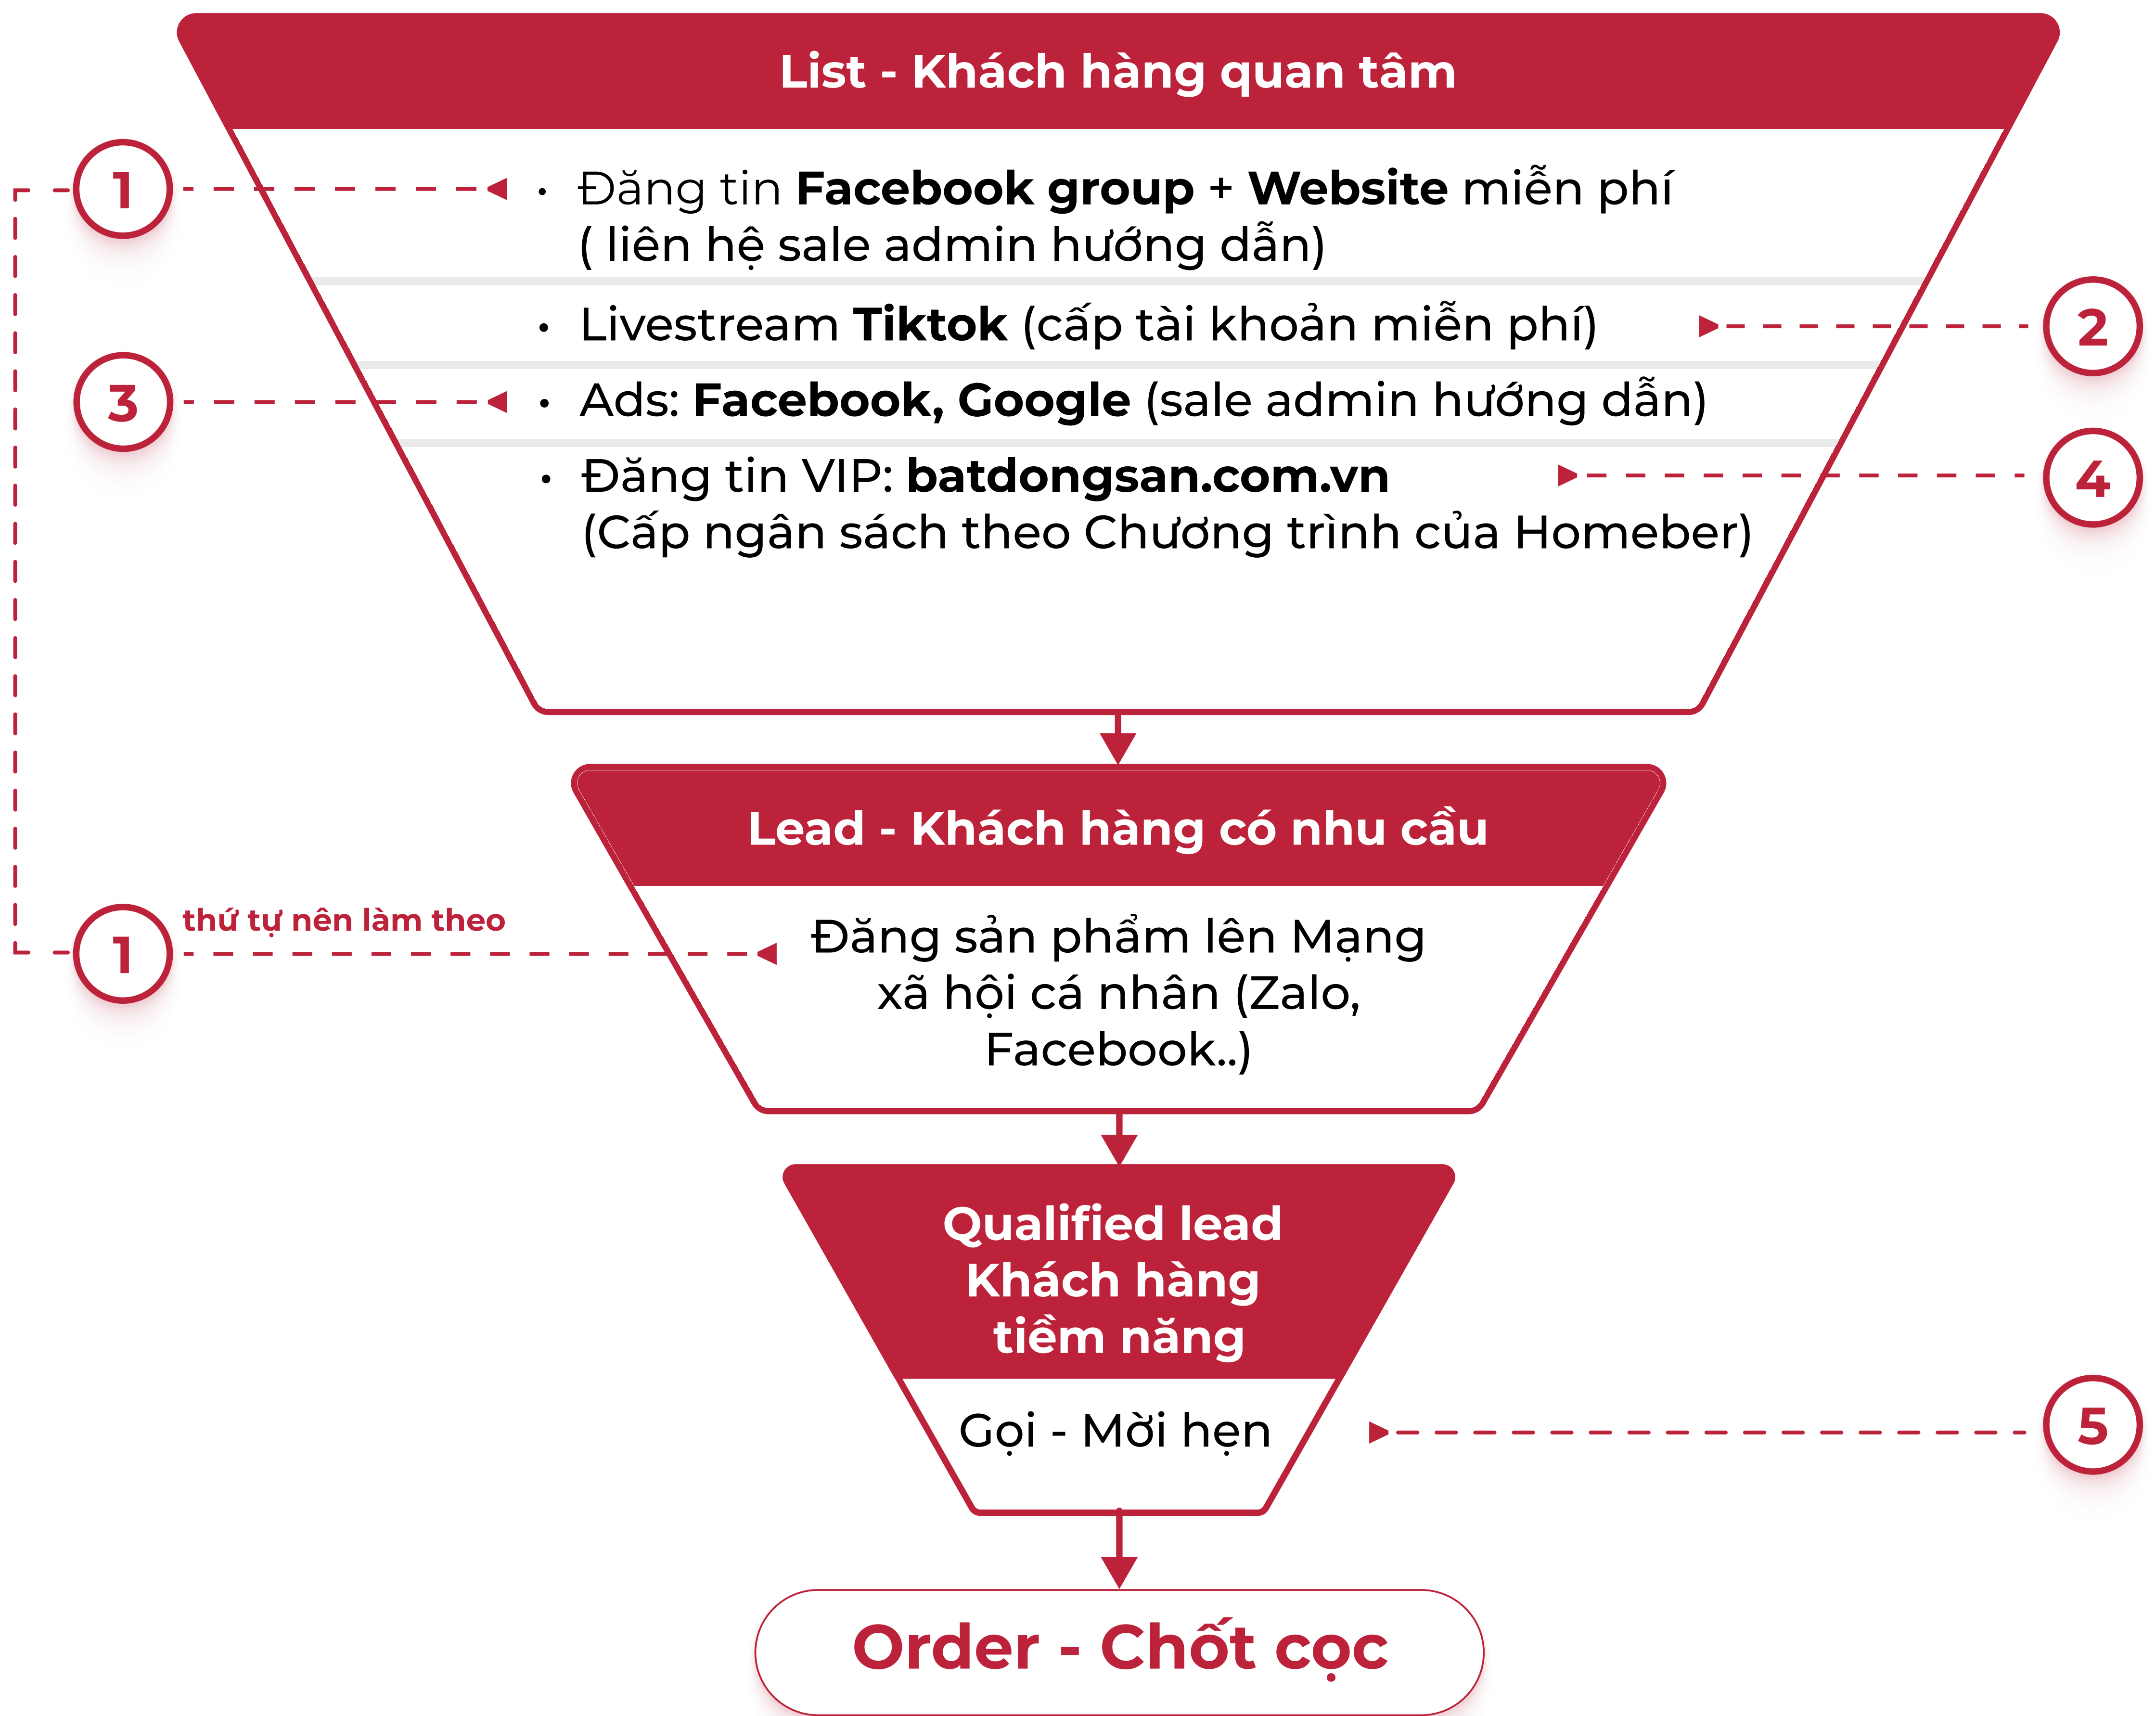 List - Khách hàng quan tâm
1
• Đăng tin Facebook group + Website miễn phí
( liên hệ sale admin hướng dẫn)
• Livestream Tiktok (cấp tài khoản miễn phí)
2
3
• Ads: Facebook, Google (sale admin hướng dẫn)
• Đăng tin VIP: batdongsan.com.vn
4
(Cấp ngân sách theo Chương trình của Homeber)
Lead - Khách hàng có nhu cầu
1
thứ tự nên làm theo
Đăng sản phẩm lên Mạng
xã hội cá nhân (Zalo,
Facebook..)
Qualified lead
Khách hàng
tiềm năng
Gọi - Mời hẹn
5
Order - Chốt cọc